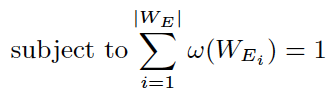 subject to $\sum_{i=1}^{|W_E|} \omega(W_{E_i}) = 1$